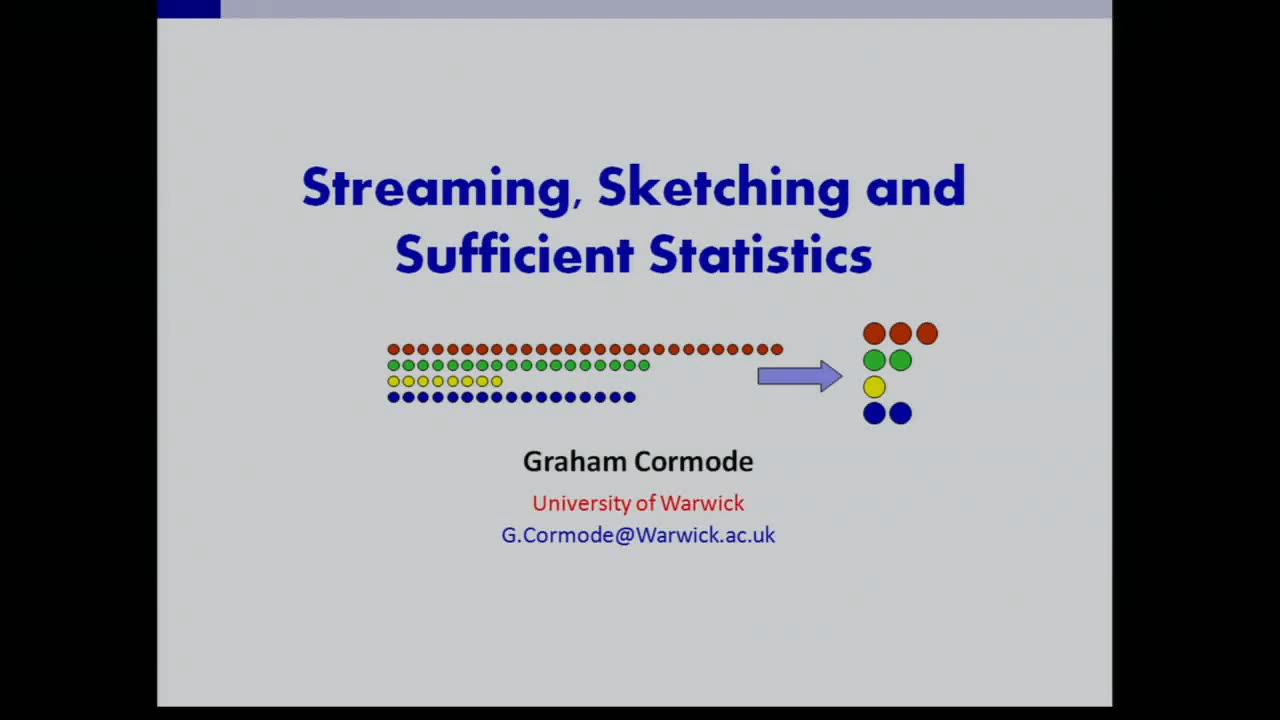 Streaming, Sketching and
Sufficient Statistics
Graham Cormode
University of Warwick
G.Cormode@Warwick.ac.uk